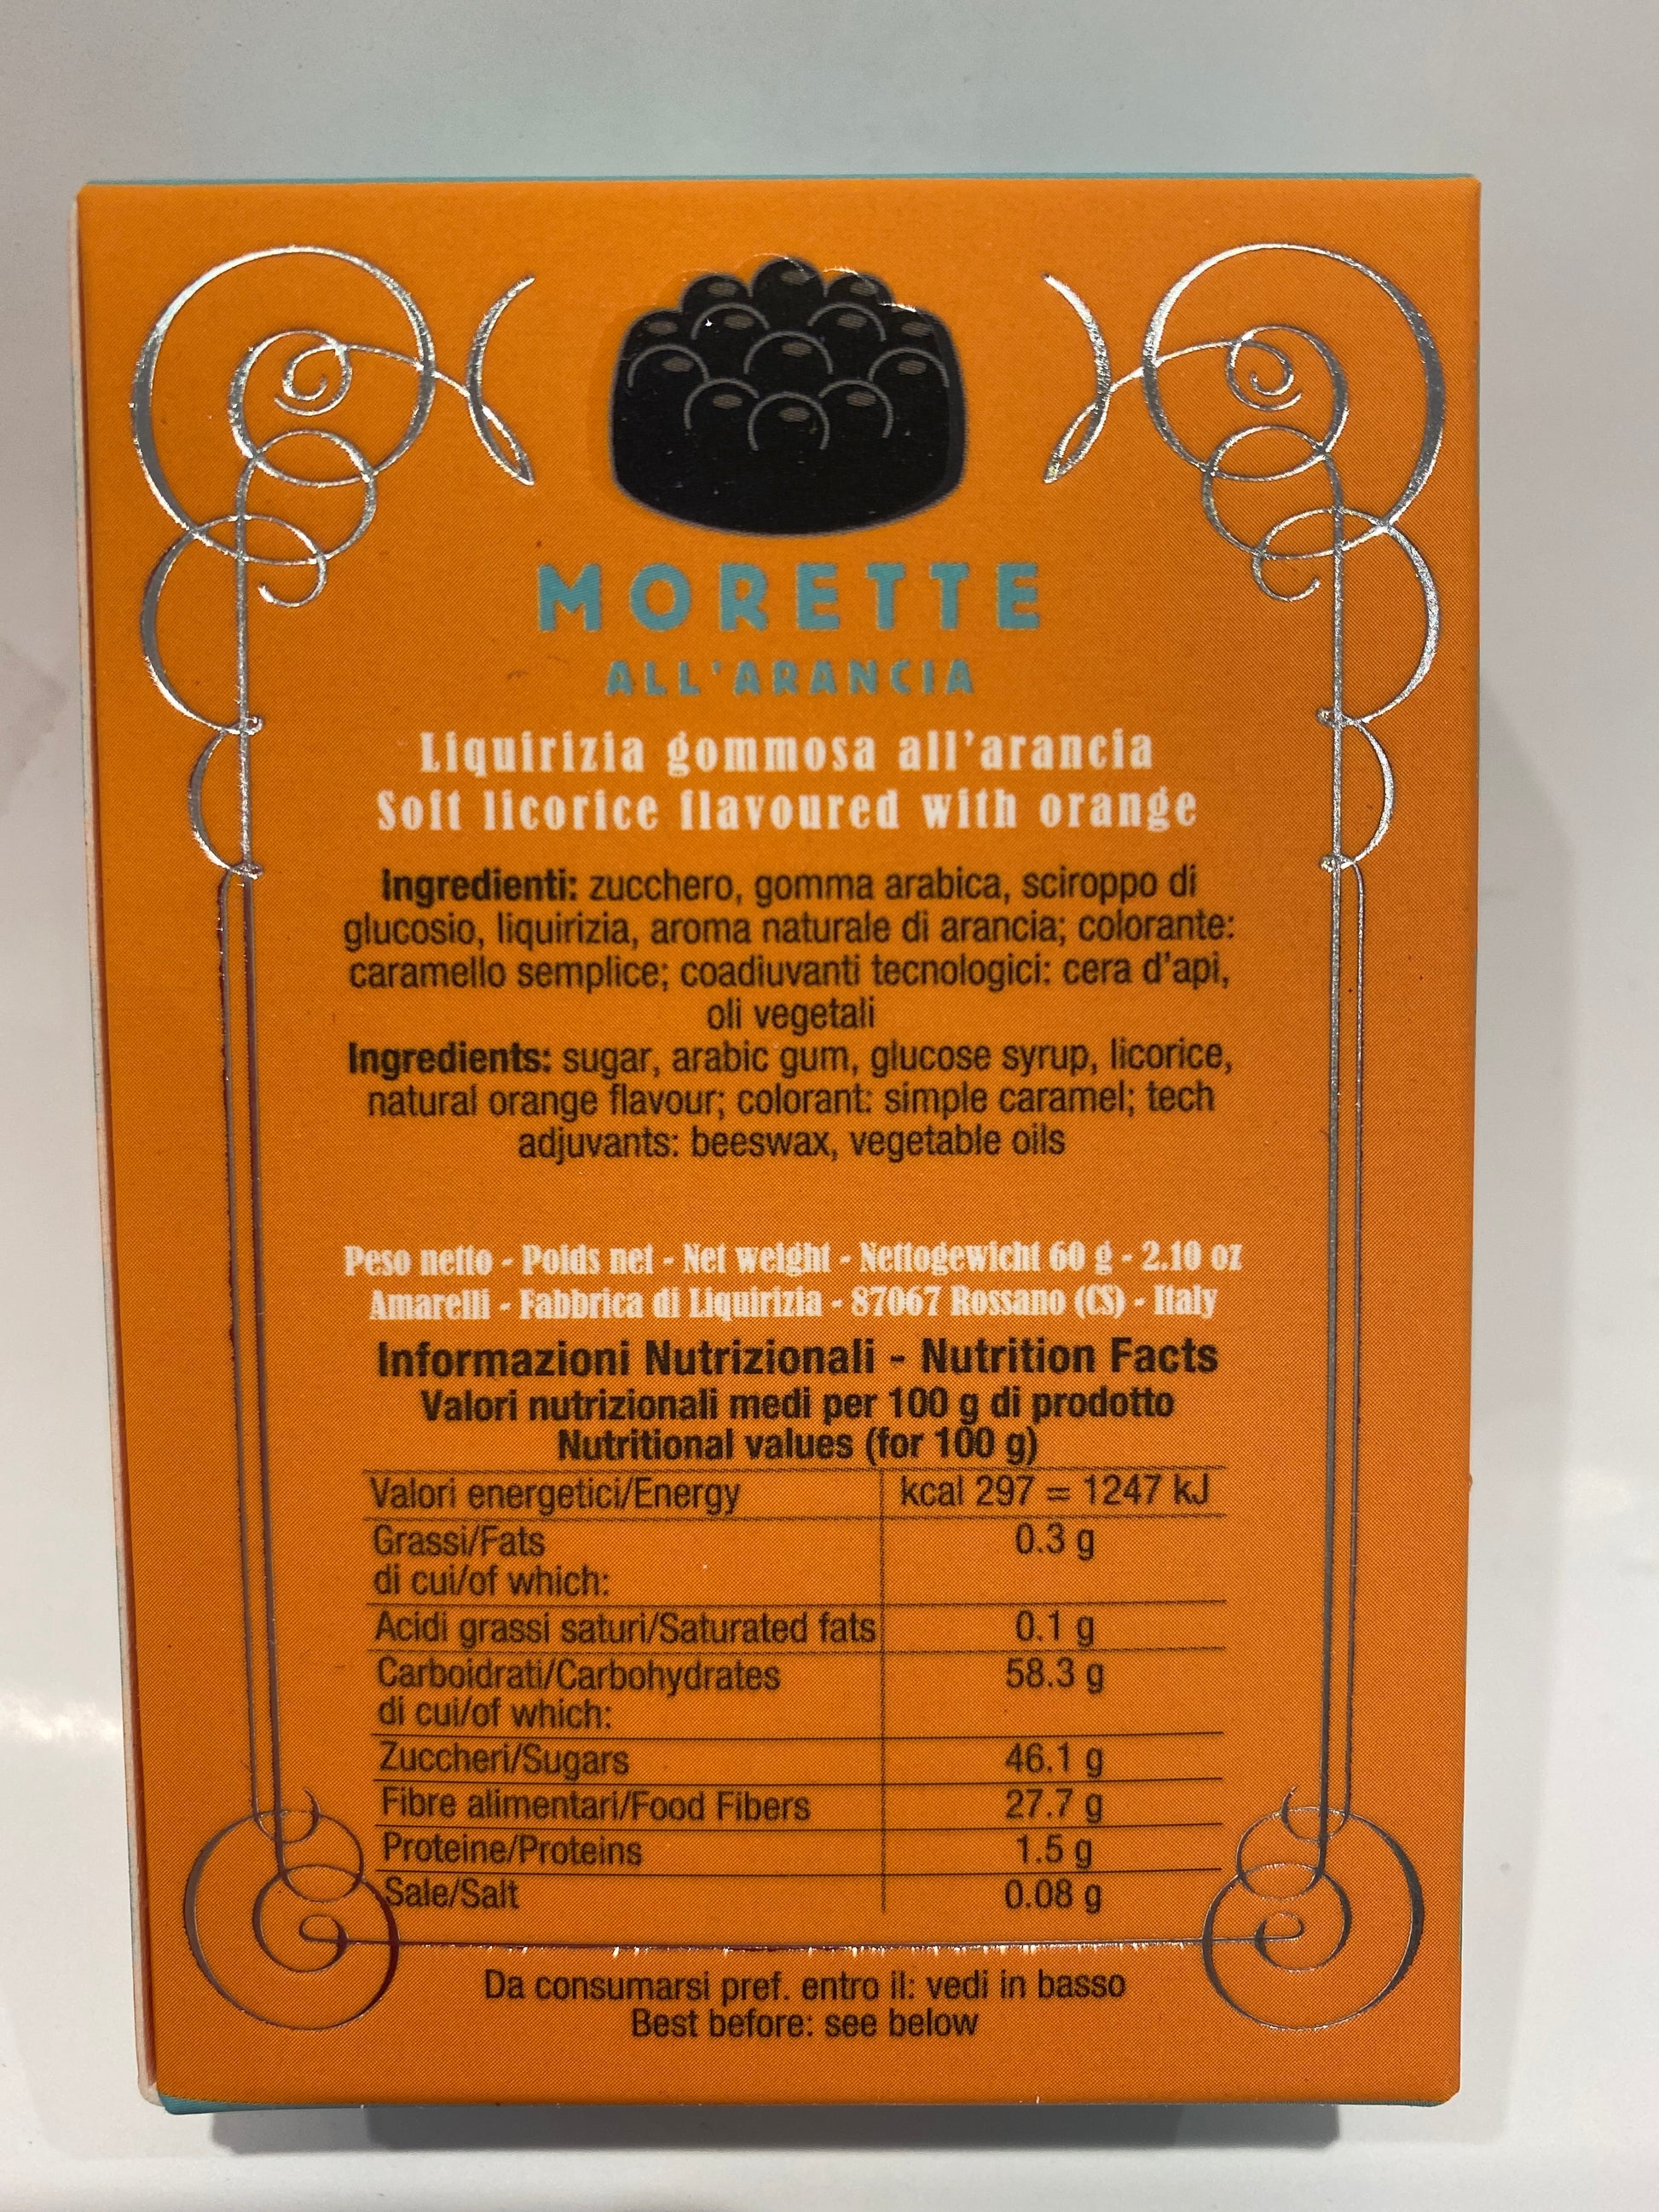 MORETTE
ALL'ARANCIA
Liquirizia gommosa all'arancia
Soft licorice flavoured with orange
Ingredienti: zucchero, gomma arabica, sciroppo di
glucosio, liquirizia, aroma naturale di arancia; colorante:
caramello semplice; coadiuvanti tecnologici: cera d'api,
oli vegetali
Ingredients: sugar, arabic gum, glucose syrup, licorice,
natural orange flavour; colorant: simple caramel; tech
adjuvants: beeswax, vegetable oils
Peso netto - Poids net - Net weight - Nettogewicht 60 g - 2.10 oz
Amarelli - Fabbrica di Liquirizia - 87067 Rossano (CS) - Italy
Informazioni Nutrizionali - Nutrition Facts
Valori nutrizionali medi per 100 g di prodotto
Nutritional values (for 100 g)
Valori energetici/Energy kcal 297 = 1247 kJ
Grassi/Fats 0.3 g
di cui/of which:
Acidi grassi saturi/Saturated fats 0.1 g
Carboidrati/Carbohydrates 58.3 g
di cui/of which:
Zuccheri/Sugars 46.1 g
Fibre alimentari/Food Fibers 27.7 g
Proteine/Proteins 1.5 g
Sale/Salt 0.08 g
Da consumarsi pref. entro il: vedi in basso
Best before: see below